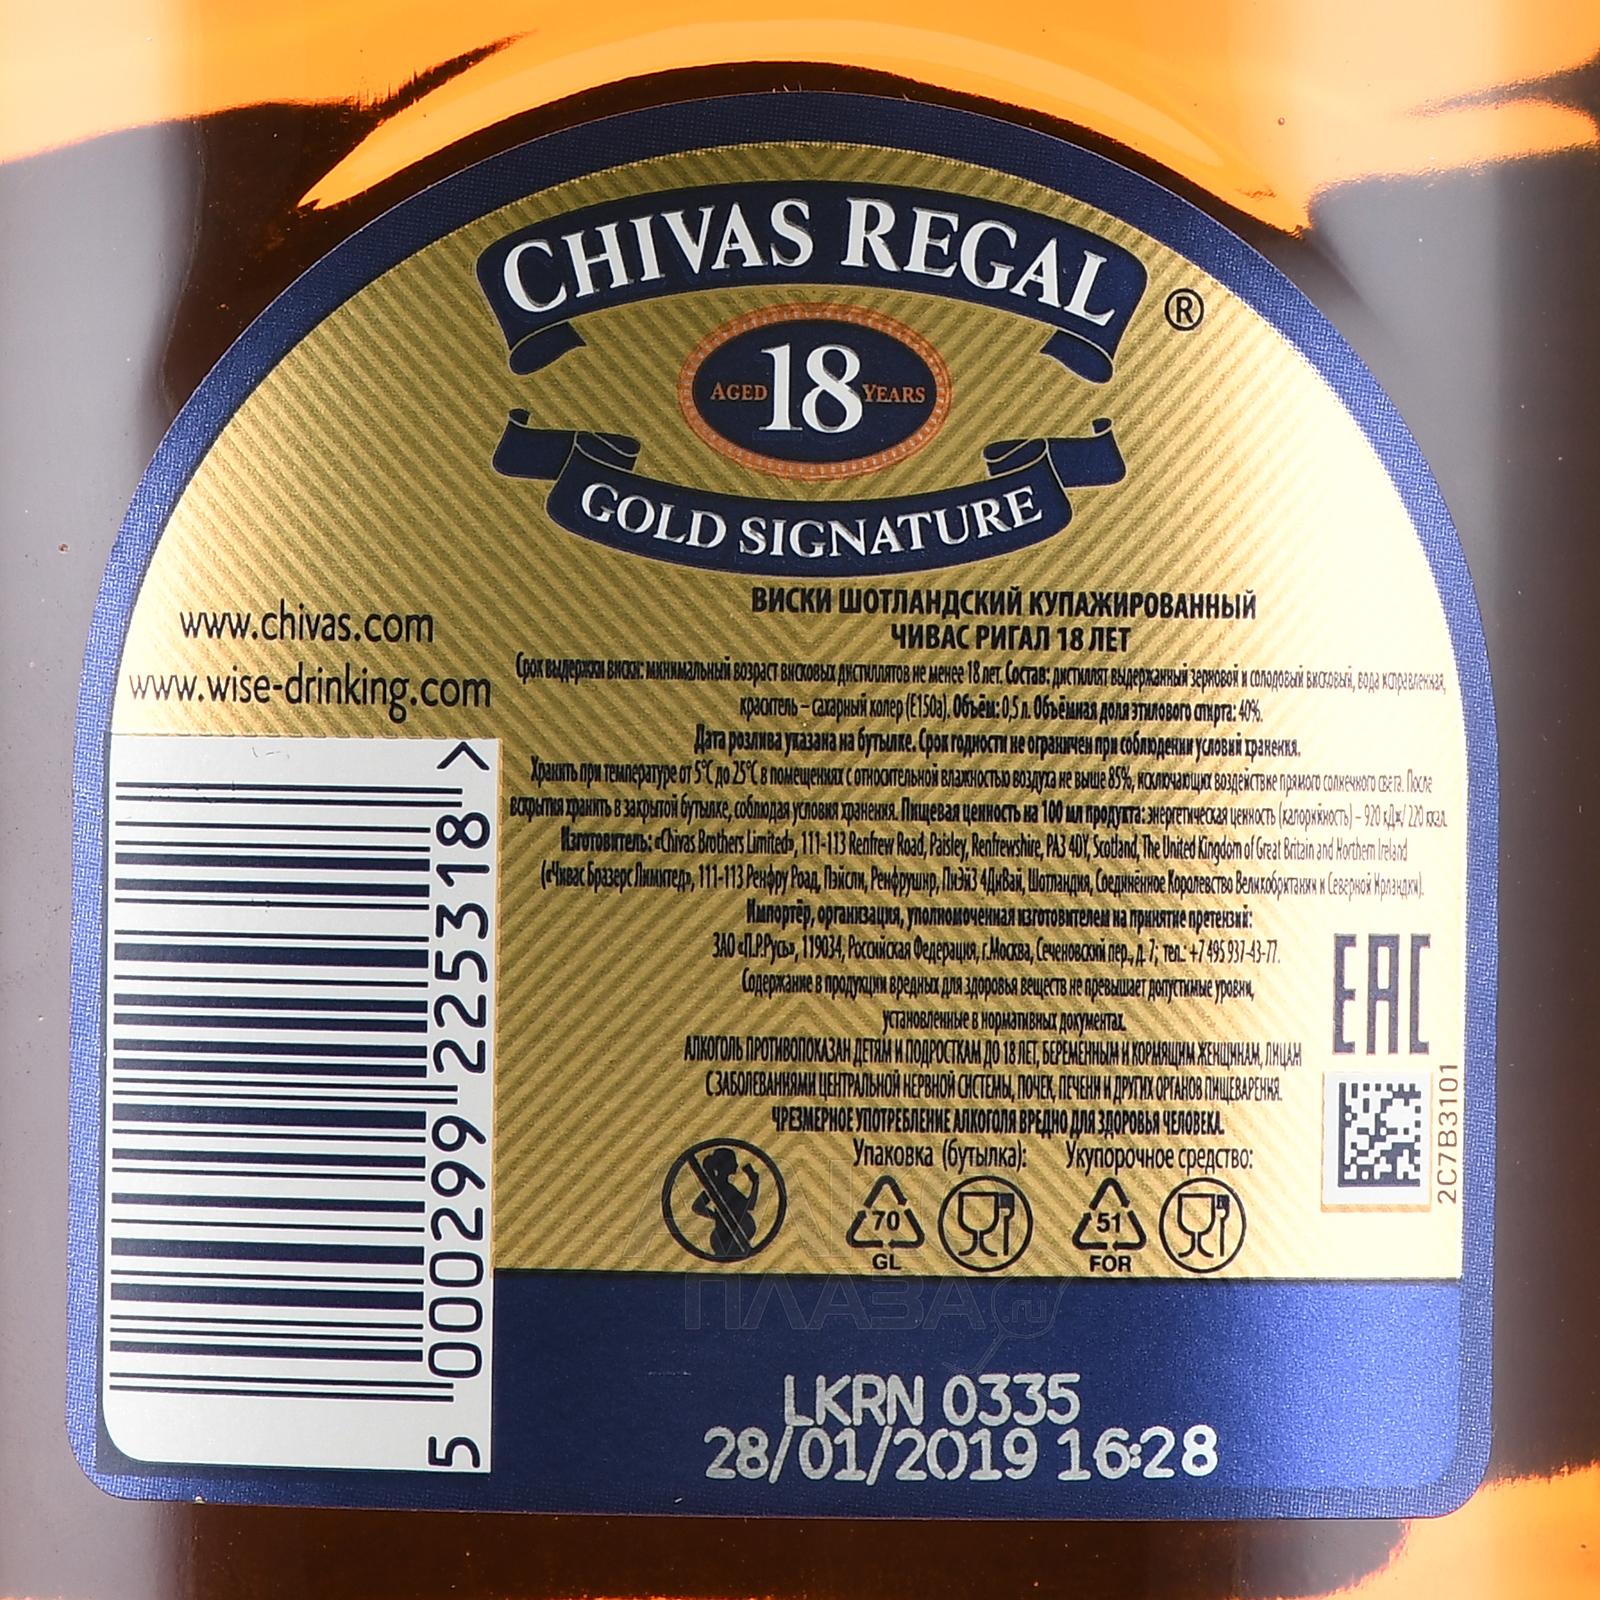 CHIVAS REGAL ®
AGED 18 YEARS
GOLD SIGNATURE
www.chivas.com
www.wise-drinking.com
ВИСКИ ШОТЛАНДСКИЙ КУПАЖИРОВАННЫЙ
ЧИВАС РИГАЛ 18 ЛЕТ
Срок выдержки виски: минимальный возраст висковых дистиллятов не менее 18 лет. Состав: дистиллят выдержанный зерновой и солодовый висковый, вода исправленная,
краситель – сахарный колер (Е150а). Объём: 0,5 л. Объёмная доля этилового спирта: 40%.
Дата розлива указана на бутылке. Срок годности не ограничен при соблюдении условий хранения.
Хранить при температуре от 5°С до 25°С в помещениях с относительной влажностью воздуха не выше 85%, исключающих воздействие прямого солнечного света. После
вскрытия хранить в закрытой бутылке, соблюдая условия хранения. Пищевая ценность на 100 мл продукта: энергетическая ценность (калорийность) – 920 кДж/ 220 ккал.
Изготовитель: «Chivas Brothers Limited», 111-113 Renfrew Road, Paisley, Renfrewshire, PA3 4DY, Scotland, The United Kingdom of Great Britain and Northern Ireland
(«Чивас Бразерс Лимитед», 111-113 Ренфру Роад, Пэйсли, Ренфрушир, ПиЭй3 4ДиВай, Шотландия, Соединённое Королевство Великобритании и Северной Ирландии).
Импортёр, организация, уполномоченная изготовителем на принятие претензий:
ЗАО «П.Р.Русь», 119034, Российская Федерация, г.Москва, Сеченовский пер., д. 7; тел.: +7 495 937-43-77.
Содержание в продукции вредных для здоровья веществ не превышает допустимые уровни,
установленные в нормативных документах.
АЛКОГОЛЬ ПРОТИВОПОКАЗАН ДЕТЯМ И ПОДРОСТКАМ ДО 18 ЛЕТ, БЕРЕМЕННЫМ И КОРМЯЩИМ ЖЕНЩИНАМ, ЛИЦАМ
С ЗАБОЛЕВАНИЯМИ ЦЕНТРАЛЬНОЙ НЕРВНОЙ СИСТЕМЫ, ПОЧЕК, ПЕЧЕНИ И ДРУГИХ ОРГАНОВ ПИЩЕВАРЕНИЯ.
ЧРЕЗМЕРНОЕ УПОТРЕБЛЕНИЕ АЛКОГОЛЯ ВРЕДНО ДЛЯ ЗДОРОВЬЯ ЧЕЛОВЕКА.
Упаковка (бутылка): Укупорочное средство:
70 51
GL FOR
EAC
2C7B3101
5 000299 225318 >
ПЛАЗА.ru
LKRN 0335
28/01/2019 16:28